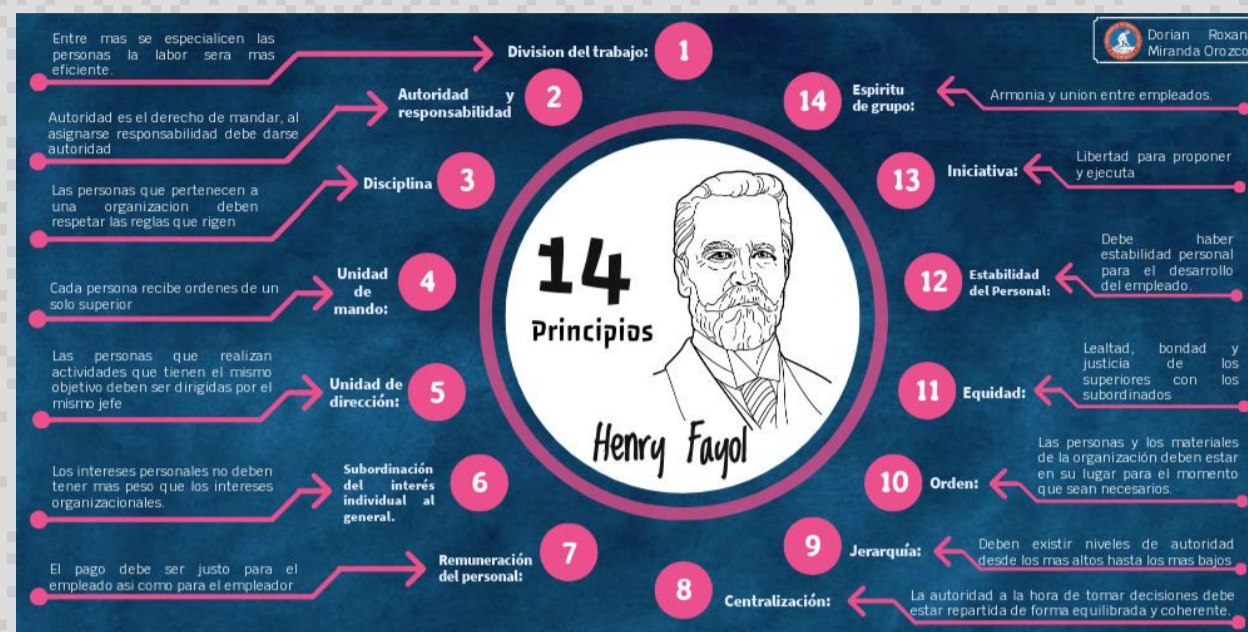 Entre mas se especialicen las
personas la labor sera mas
eficiente.
Division del trabajo:
1
Autoridad es el derecho de mandar, al
asignarse responsabilidad debe darse
autoridad
Autoridad y
responsabilidad
2
Las personas que pertenecen a
una organizacion deben
respetar las reglas que rigen
Disciplina
3
Cada persona recibe ordenes de un
solo superior
Unidad
de
mando:
4
Las personas que realizan
actividades que tienen el mismo
objetivo deben ser dirigidas por el
mismo jefe
Unidad de
dirección:
5
Los intereses personales no deben
tener mas peso que los intereses
organizacionales.
Subordinación
del interés
individual al
general.
6
El pago debe ser justo para el
empleado asi como para el empleador
Remuneración
del personal:
7
14
Principios
Henry Fayol
8
Centralización:
La autoridad a la hora de tomar decisiones debe
estar repartida de forma equilibrada y coherente.
9
Jerarquía:
Deben existir niveles de autoridad
desde los mas altos hasta los mas bajos
10
Orden:
Las personas y los materiales
de la organización deben estar
en su lugar para el momento
que sean necesarios.
11
Equidad:
Lealtad, bondad y
justicia de los
superiores con los
subordinados
12
Estabilidad
del Personal:
Debe haber
estabilidad personal
para el desarrollo
del empleado.
13
Iniciativa:
Libertad para proponer
y ejecuta
14
Espiritu
de grupo:
Armonia y union entre empleados.
Dorian Roxana
Miranda Orozco